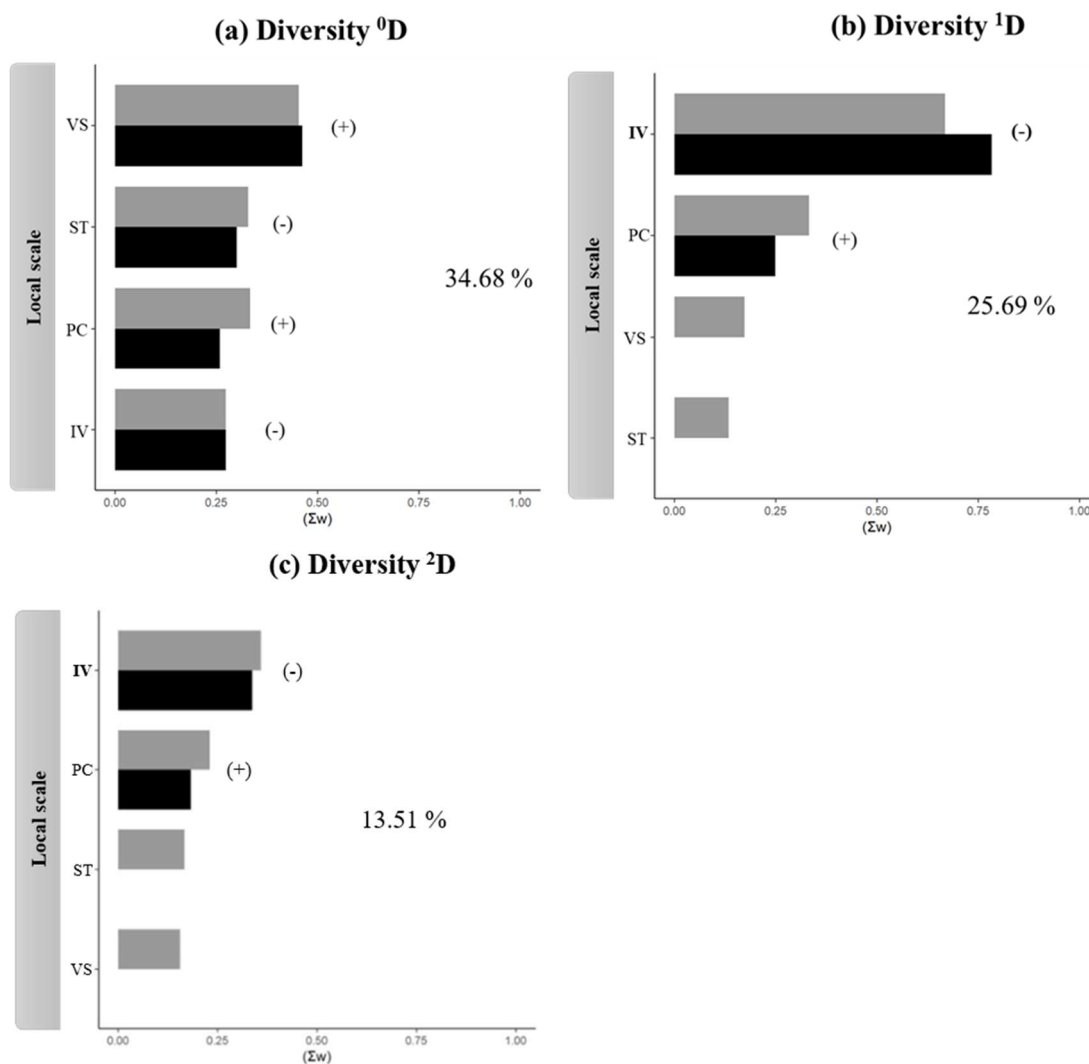 (a) Diversity ⁰D
Local scale
VS
(+)
ST
(-)
34.68 %
PC
(+)
IV
(-)
0.00 0.25 0.50 0.75 1.00
(Σw)
(b) Diversity ¹D
Local scale
IV
(-)
PC
(+)
25.69 %
VS
ST
0.00 0.25 0.50 0.75 1.00
(Σw)
(c) Diversity ²D
Local scale
IV
(-)
PC
(+)
13.51 %
ST
VS
0.00 0.25 0.50 0.75 1.00
(Σw)